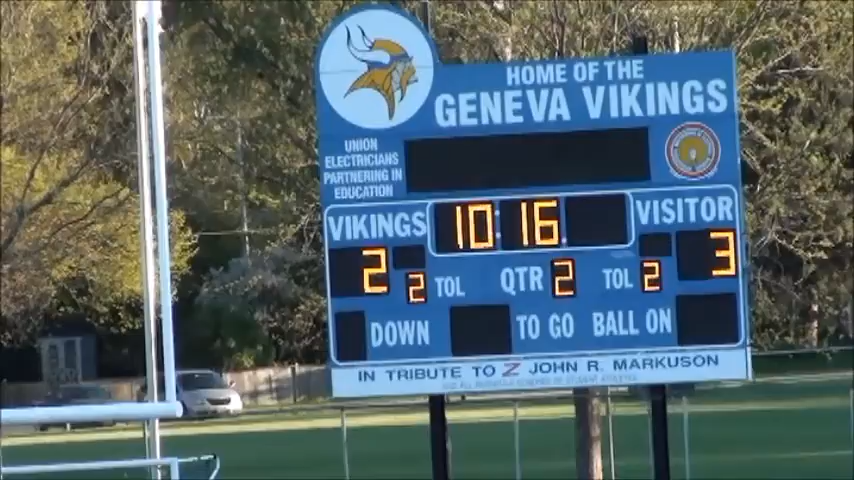 HOME OF THE
GENEVA VIKINGS
UNION
ELECTRICIANS
PARTNERING IN
EDUCATION
VIKINGS 10:16 VISITOR
2 2 TOL QTR 2 TOL 2 3
DOWN TO GO BALL ON
IN TRIBUTE TO Z JOHN R. MARKUSON